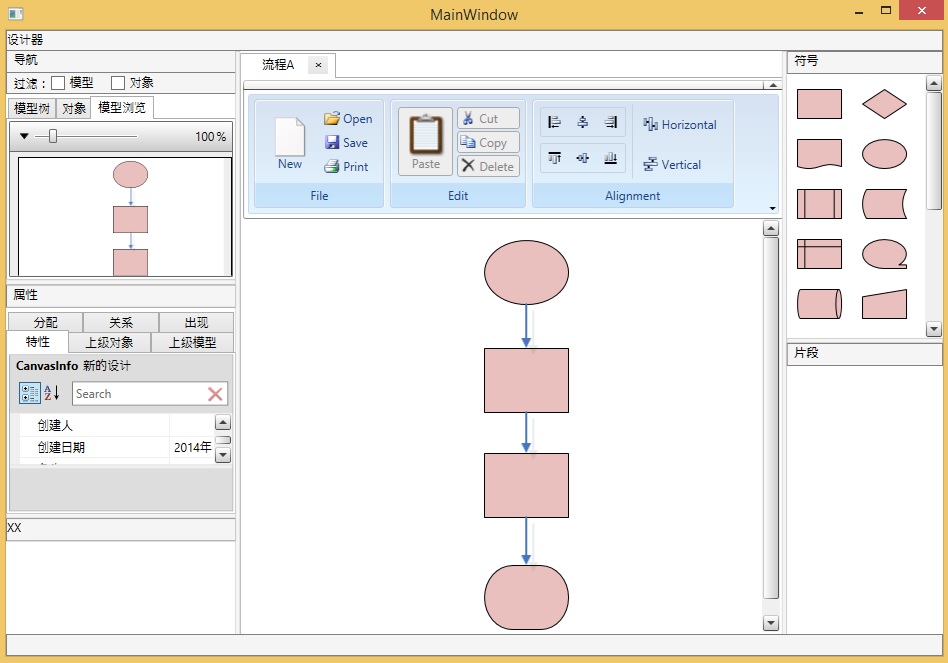 MainWindow
设计器
导航
过滤： 模型 对象
模型树 对象 模型浏览
100 %
属性
分配 关系 出现
特性 上级对象 上级模型
CanvasInfo 新的设计
Search
创建人
创建日期 2014年
XX
流程A
New
Open
Save
Print
File
Paste
Cut
Copy
Delete
Edit
Horizontal
Vertical
Alignment
符号
片段